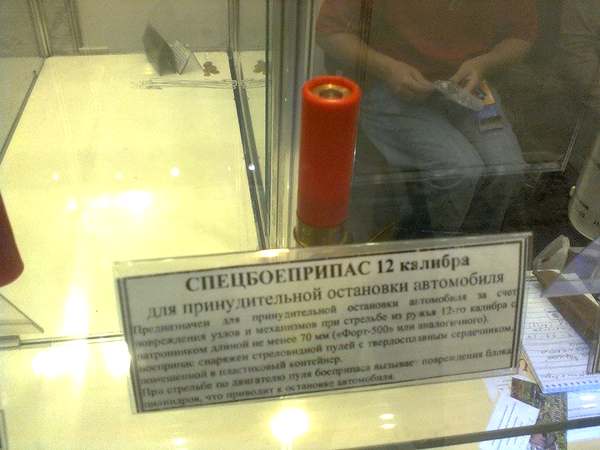 СПЕЦБОЕПРИПАС 12 калибра
для принудительной остановки автомобиля
Предназначен для принудительной остановки автомобиля за счет
повреждения узлов и механизмов при стрельбе из ружья 12-го калибра с
патронником длиной не менее 70 мм («Форт-500» или аналогичного).
Боеприпас снаряжен стреловидной пулей с твердосплавным сердечником,
помещенной в пластиковый контейнер.
При стрельбе по двигателю пуля боеприпаса вызывает повреждения блока
цилиндров, что приводит к остановке автомобиля.